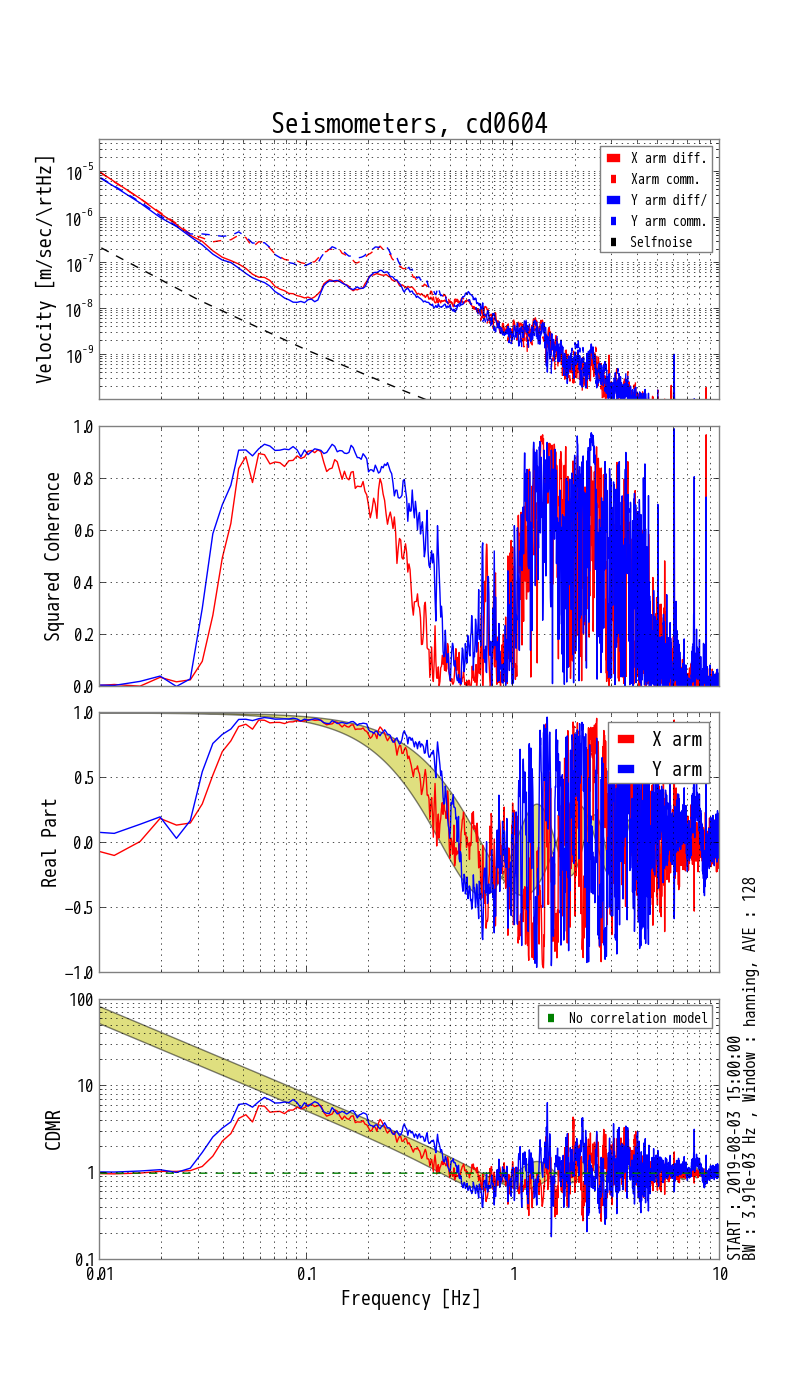 Seismometers, cd0604
Velocity [m/sec/\rtHz]
10^-5
10^-6
10^-7
10^-8
10^-9
X arm diff.
Xarm comm.
Y arm diff/
Y arm comm.
Selfnoise
Squared Coherence
1.0
0.8
0.6
0.4
0.2
0.0
Real Part
1.0
0.5
0.0
−0.5
−1.0
X arm
Y arm
CDMR
100
10
1
0.1
No correlation model
0.01
0.1
1
10
Frequency [Hz]
START : 2019-08-03 15:00:00
BW : 3.91e-03 Hz , Window : hanning, AVE : 128